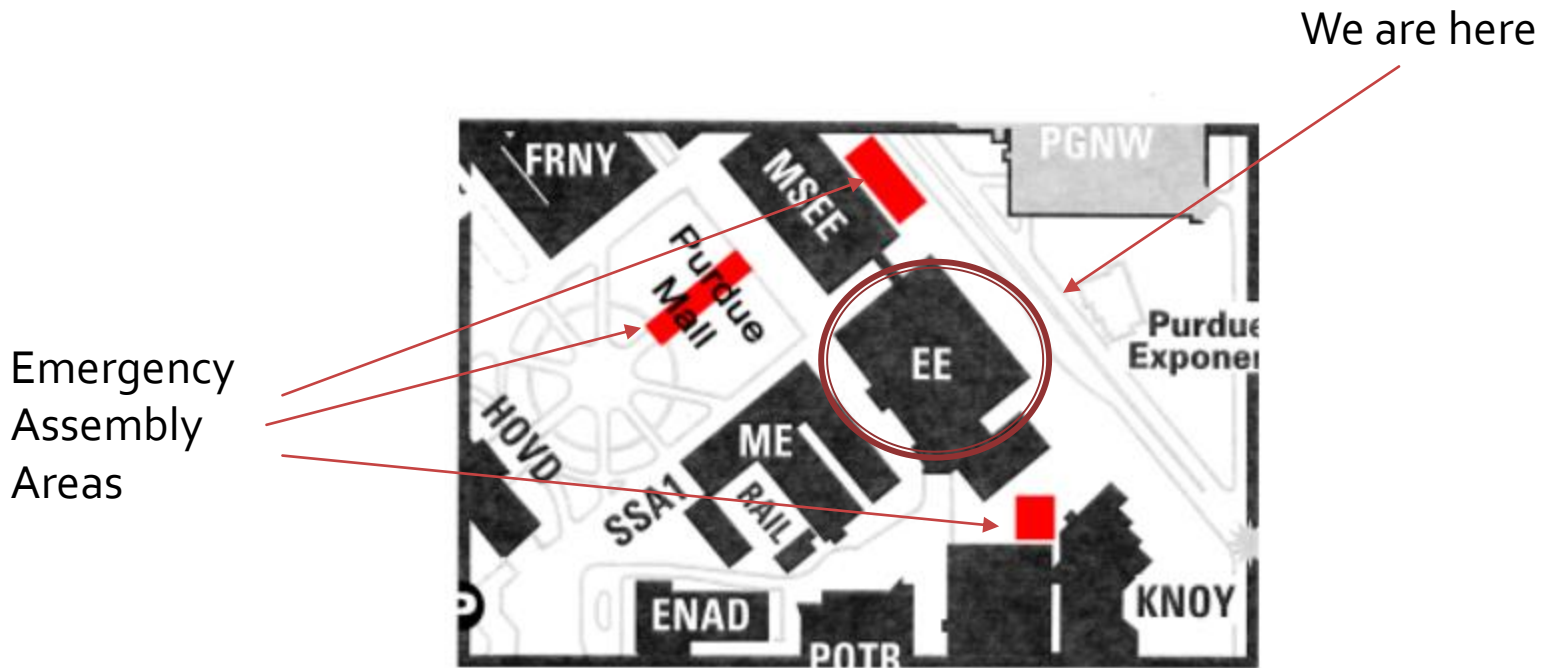 We are here
FRNY
MSEE
PGNW
Purdue
Mall
EE
Purdue
Emergency
Assembly
Areas
HOVD
ME
SSA1
RAIL
P
ENAD
POTR
KNOY